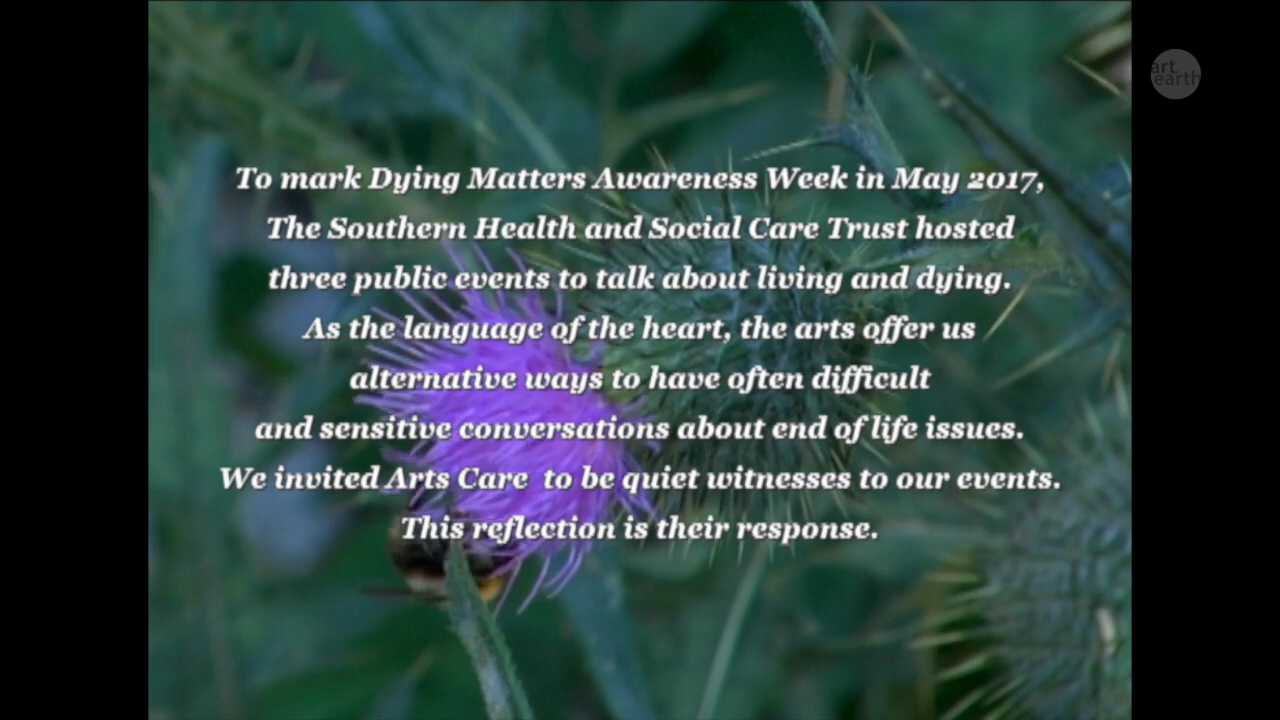 To mark Dying Matters Awareness Week in May 2017,
The Southern Health and Social Care Trust hosted
three public events to talk about living and dying.
As the language of the heart, the arts offer us
alternative ways to have often difficult
and sensitive conversations about end of life issues.
We invited Arts Care  to be quiet witnesses to our events.
This reflection is their response.
art
earth